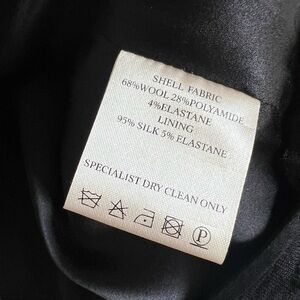 SHELL FABRIC
68%WOOL 28%POLYAMIDE
4%ELASTANE
LINING
95% SILK 5% ELASTANE
SPECIALIST DRY CLEAN ONLY
P